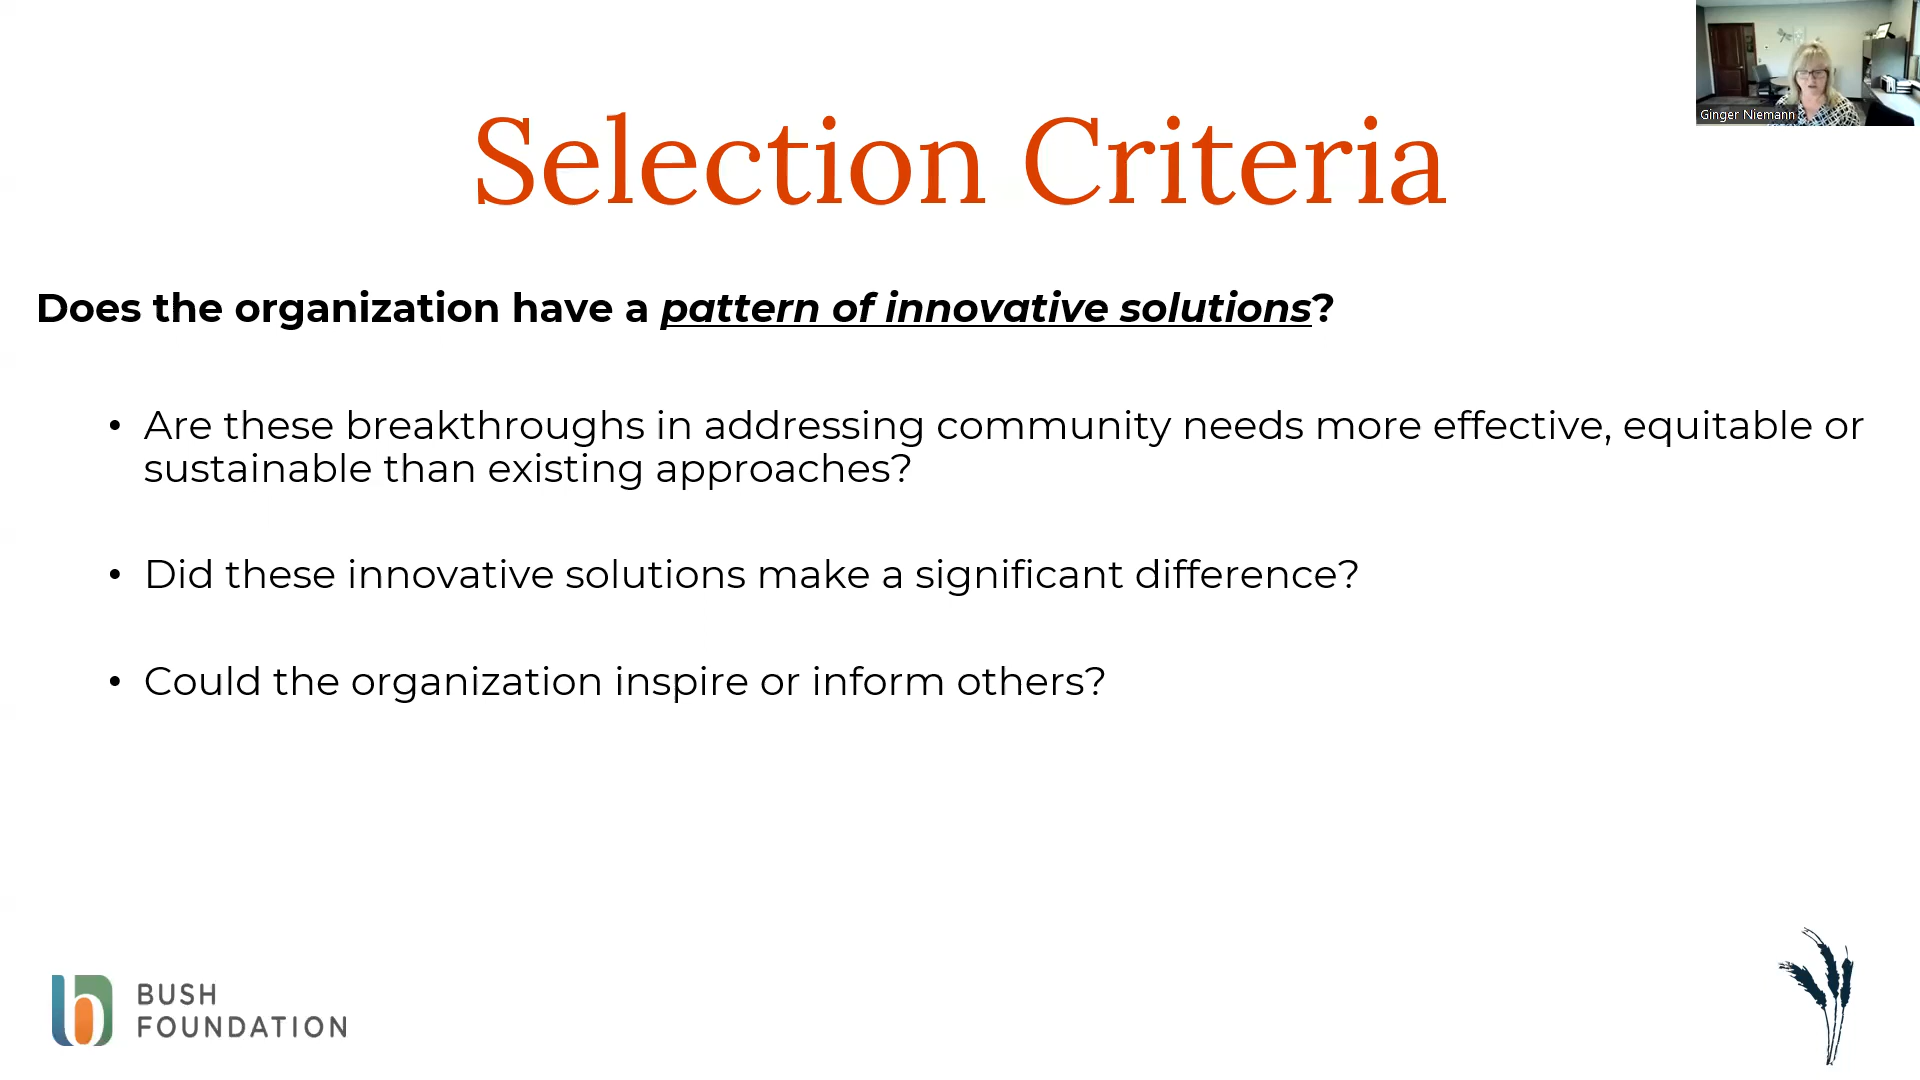 Ginger Niemann
Selection Criteria
Does the organization have a pattern of innovative solutions?
• Are these breakthroughs in addressing community needs more effective, equitable or
sustainable than existing approaches?
• Did these innovative solutions make a significant difference?
• Could the organization inspire or inform others?
BUSH
FOUNDATION